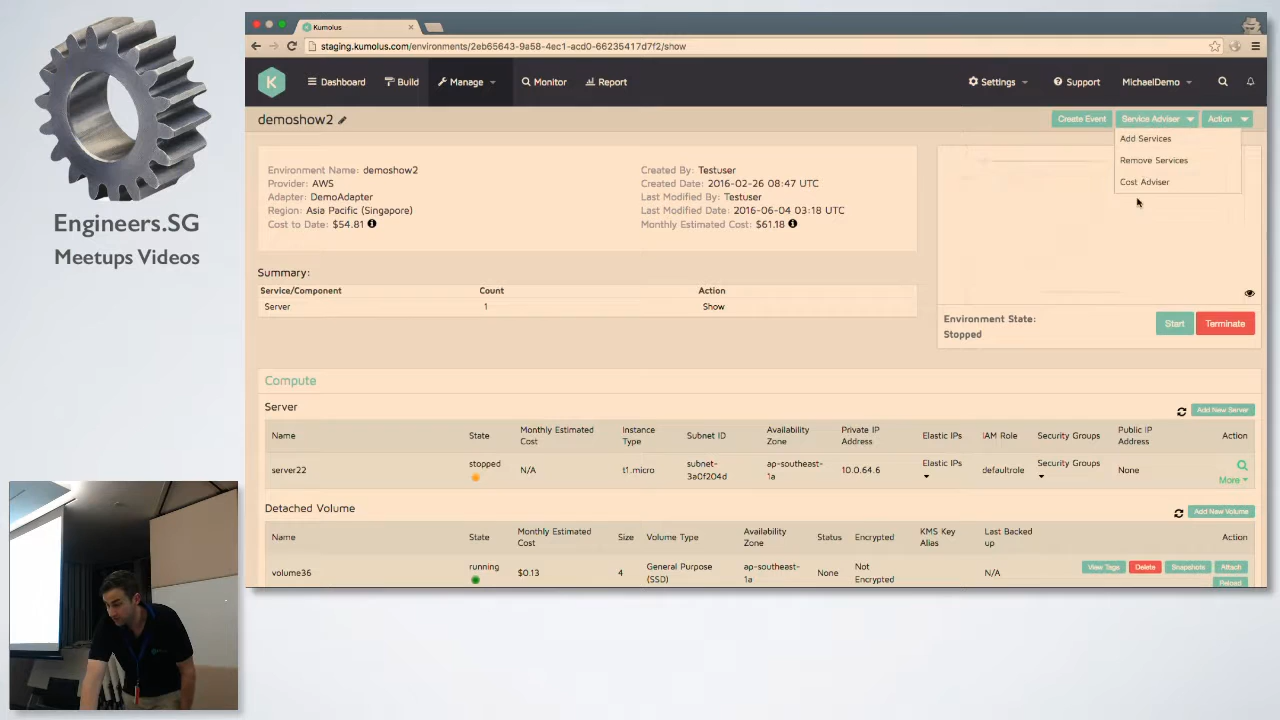 Engineers.SG
Meetups Videos
Kumolus
staging.kumolus.com/environments/2eb65643-9a58-4ec1-acd0-66235417d7f2/show
K
Dashboard Build Manage Monitor Report Settings Support MichaelDemo
demoshow2 Create Event Service Adviser Action
Add Services
Remove Services
Cost Adviser
Environment Name: demoshow2
Provider: AWS
Adapter: DemoAdapter
Region: Asia Pacific (Singapore)
Cost to Date: $54.81
Created By: Testuser
Created Date: 2016-02-26 08:47 UTC
Last Modified By: Testuser
Last Modified Date: 2016-06-04 03:18 UTC
Monthly Estimated Cost: $61.18
Summary:
Service/Component Count Action
Server 1 Show
Environment State:
Stopped
Start Terminate
Compute
Server Add New Server
Name State Monthly Estimated Cost Instance Type Subnet ID Availability Zone Private IP Address Elastic IPs IAM Role Security Groups Public IP Address Action
server22 stopped N/A t1.micro subnet-3a0f204d ap-southeast-1a 10.0.64.6 Elastic IPs defaultrole Security Groups None More
Detached Volume Add New Volume
Name State Monthly Estimated Cost Size Volume Type Availability Zone Status Encrypted KMS Key Alias Last Backed up Action
volume36 running $0.13 4 General Purpose (SSD) ap-southeast-1a None Not Encrypted N/A View Tags Delete Snapshots Attach
Reload